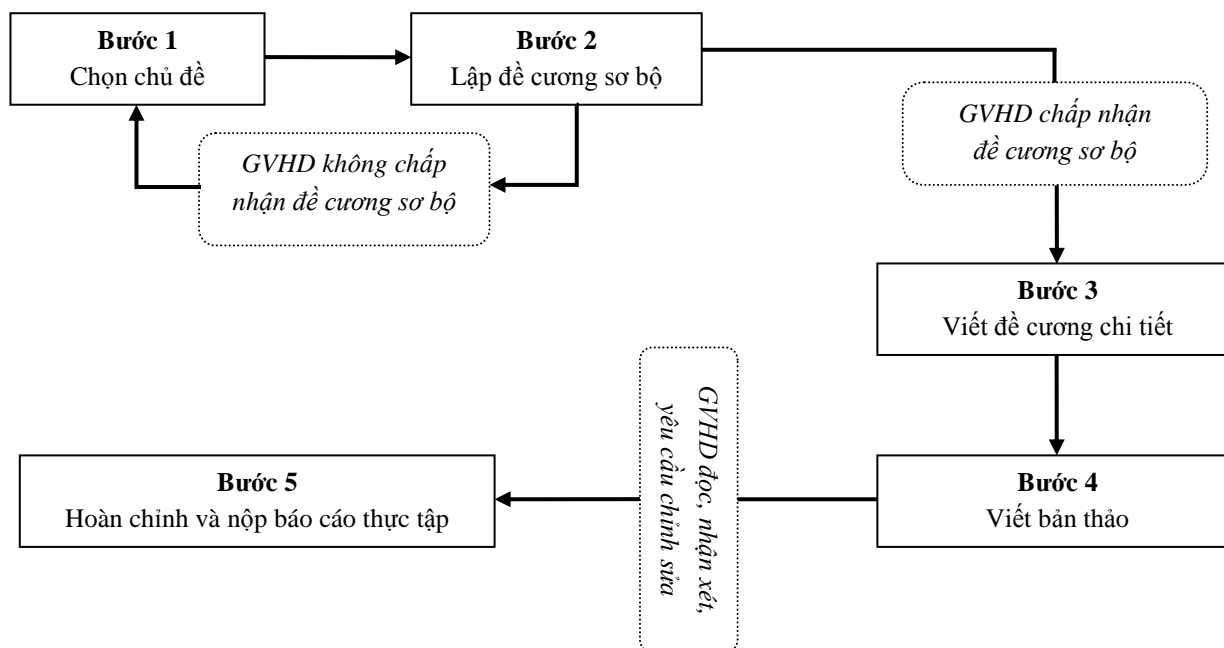 Bước 1
Chọn chủ đề
Bước 2
Lập đề cương sơ bộ
GVHD không chấp
nhận đề cương sơ bộ
GVHD chấp nhận
đề cương sơ bộ
Bước 3
Viết đề cương chi tiết
Bước 4
Viết bản thảo
GVHD đọc, nhận xét,
yêu cầu chỉnh sửa
Bước 5
Hoàn chỉnh và nộp báo cáo thực tập